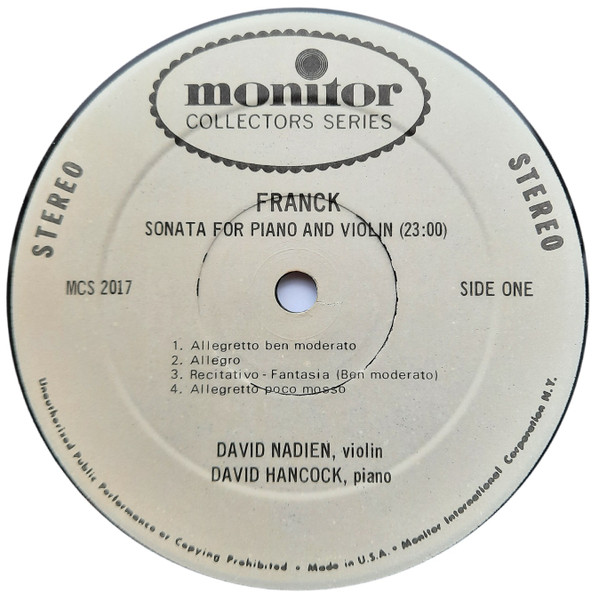 monitor
COLLECTORS SERIES
STEREO
STEREO
FRANCK
SONATA FOR PIANO AND VIOLIN (23:00)
MCS 2017
SIDE ONE
1. Allegretto ben moderato
2. Allegro
3. Recitativo - Fantasia (Ben moderato)
4. Allegretto poco mosso
DAVID NADIEN, violin
DAVID HANCOCK, piano
Unauthorized Public Performance or Copying Prohibited • Made in U.S.A. • Monitor International Corporation N.Y.